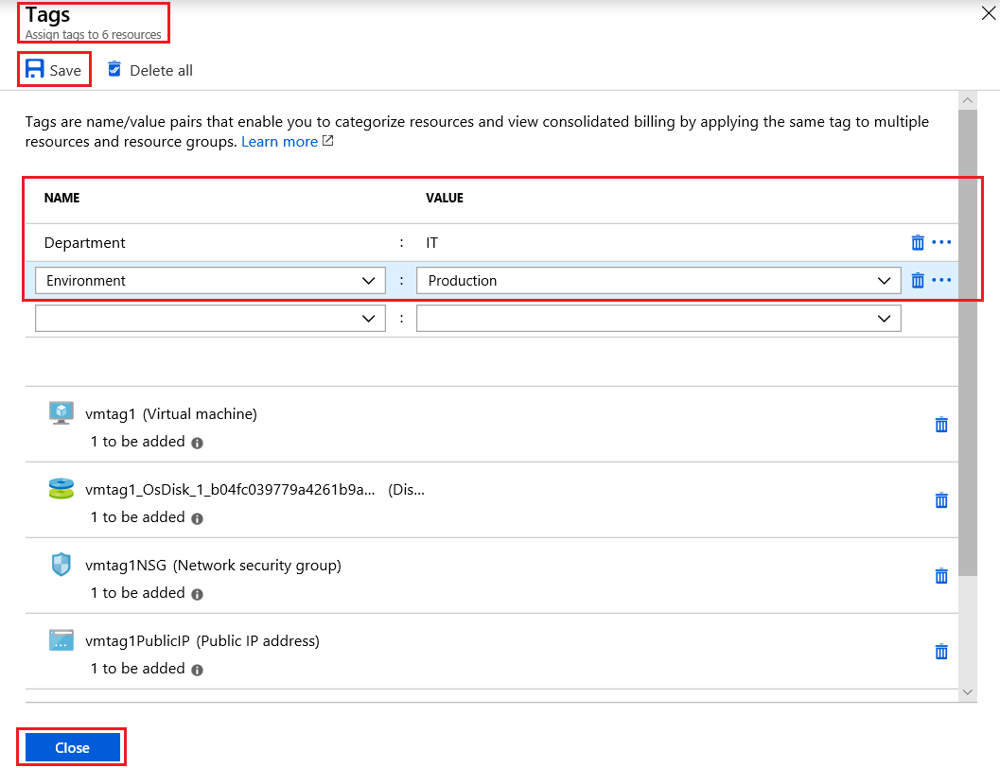 Tags
Assign tags to 6 resources
Save Delete all
Tags are name/value pairs that enable you to categorize resources and view consolidated billing by applying the same tag to multiple
resources and resource groups. Learn more
NAME VALUE
Department : IT
Environment : Production
:
vmtag1 (Virtual machine)
1 to be added
vmtag1_OsDisk_1_b04fc039779a4261b9a... (Dis...
1 to be added
vmtag1NSG (Network security group)
1 to be added
vmtag1PublicIP (Public IP address)
1 to be added
Close